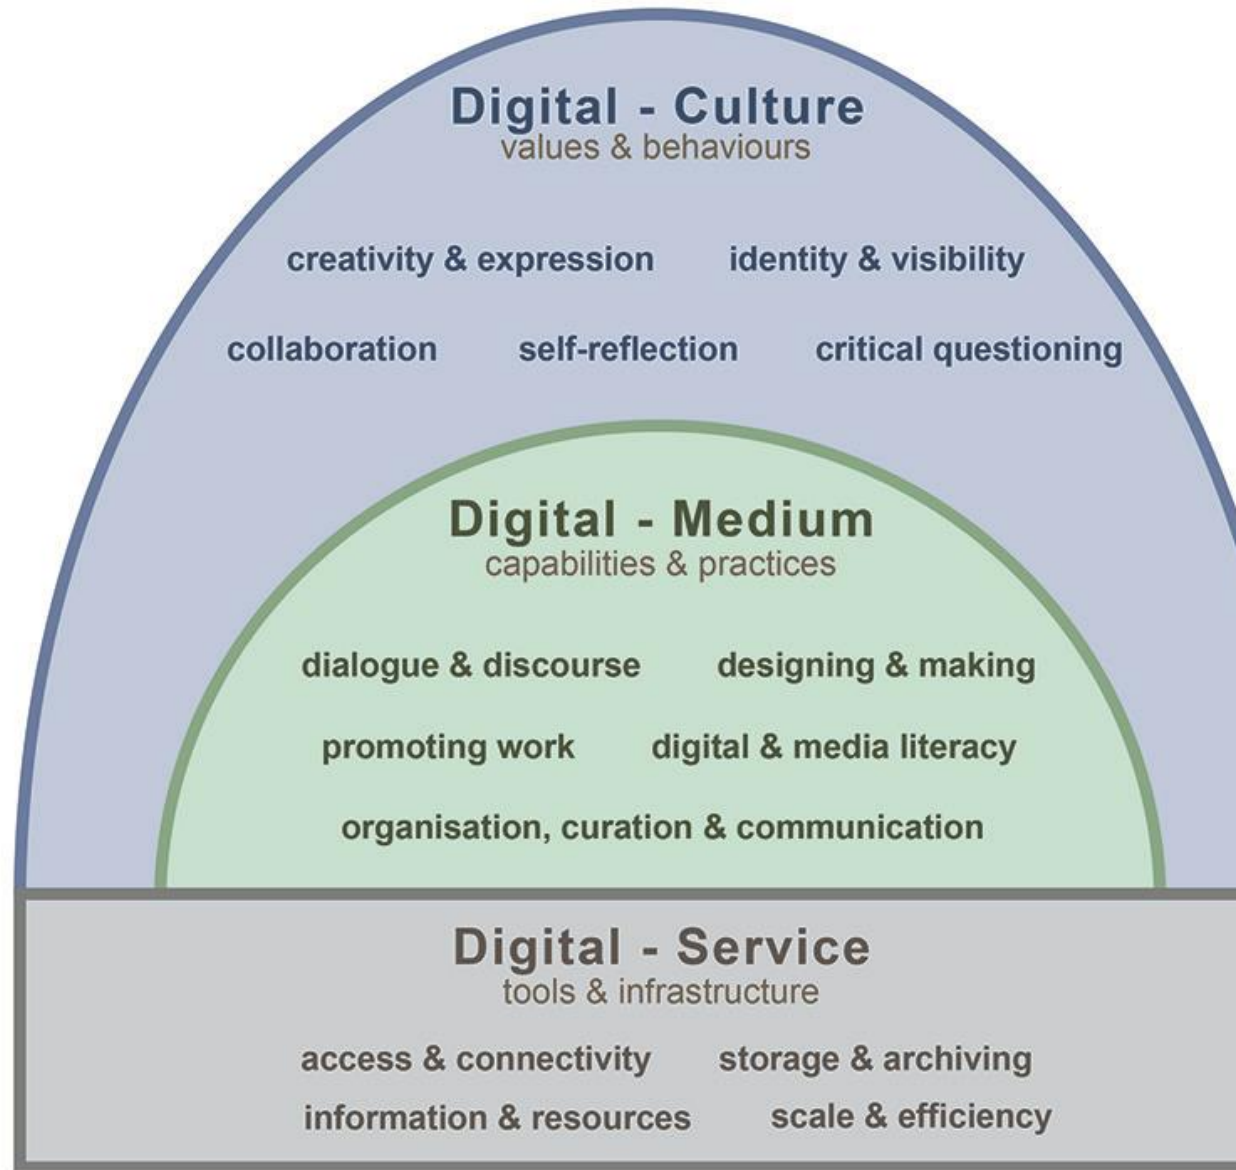 Digital - Culture
values & behaviours
creativity & expression identity & visibility
collaboration self-reflection critical questioning
Digital - Medium
capabilities & practices
dialogue & discourse designing & making
promoting work digital & media literacy
organisation, curation & communication
Digital - Service
tools & infrastructure
access & connectivity storage & archiving
information & resources scale & efficiency